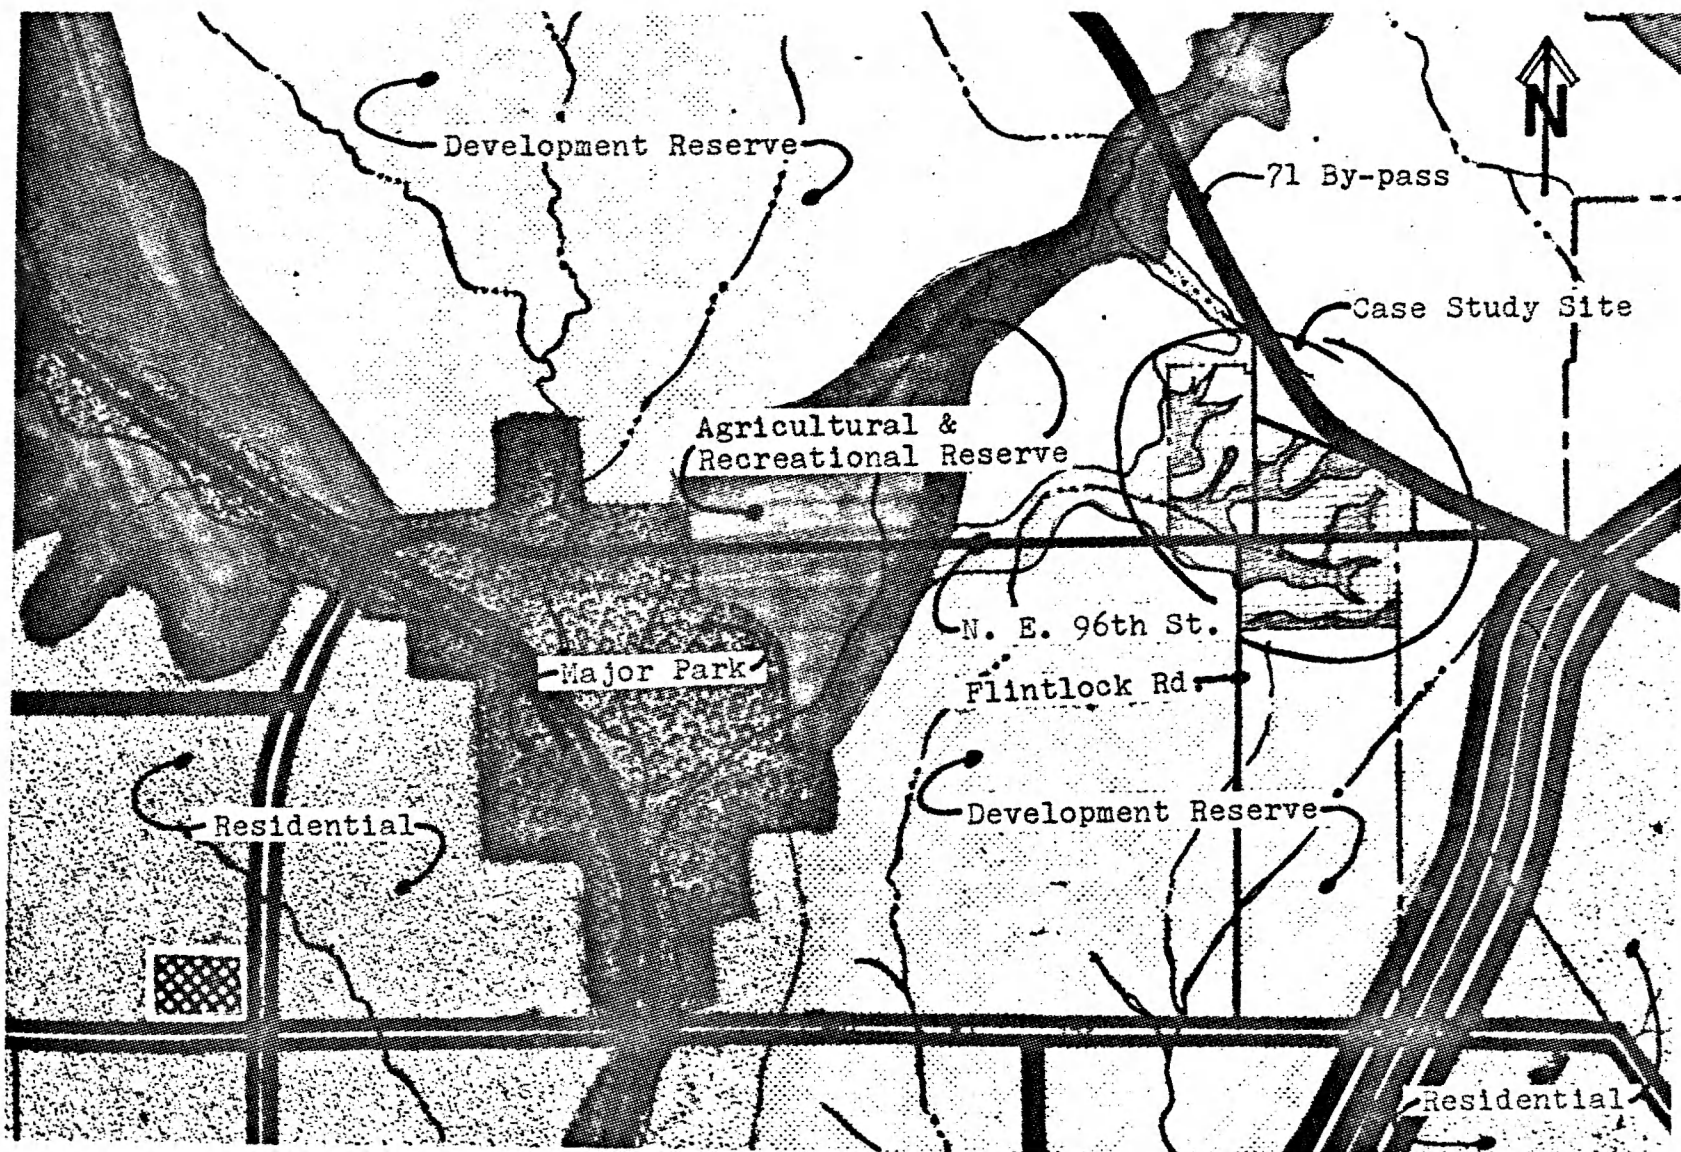 Development Reserve
N
71 By-pass
Case Study Site
Agricultural &
Recreational Reserve
N. E. 96th St.
Major Park
Flintlock Rd.
Residential
Development Reserve
Residential